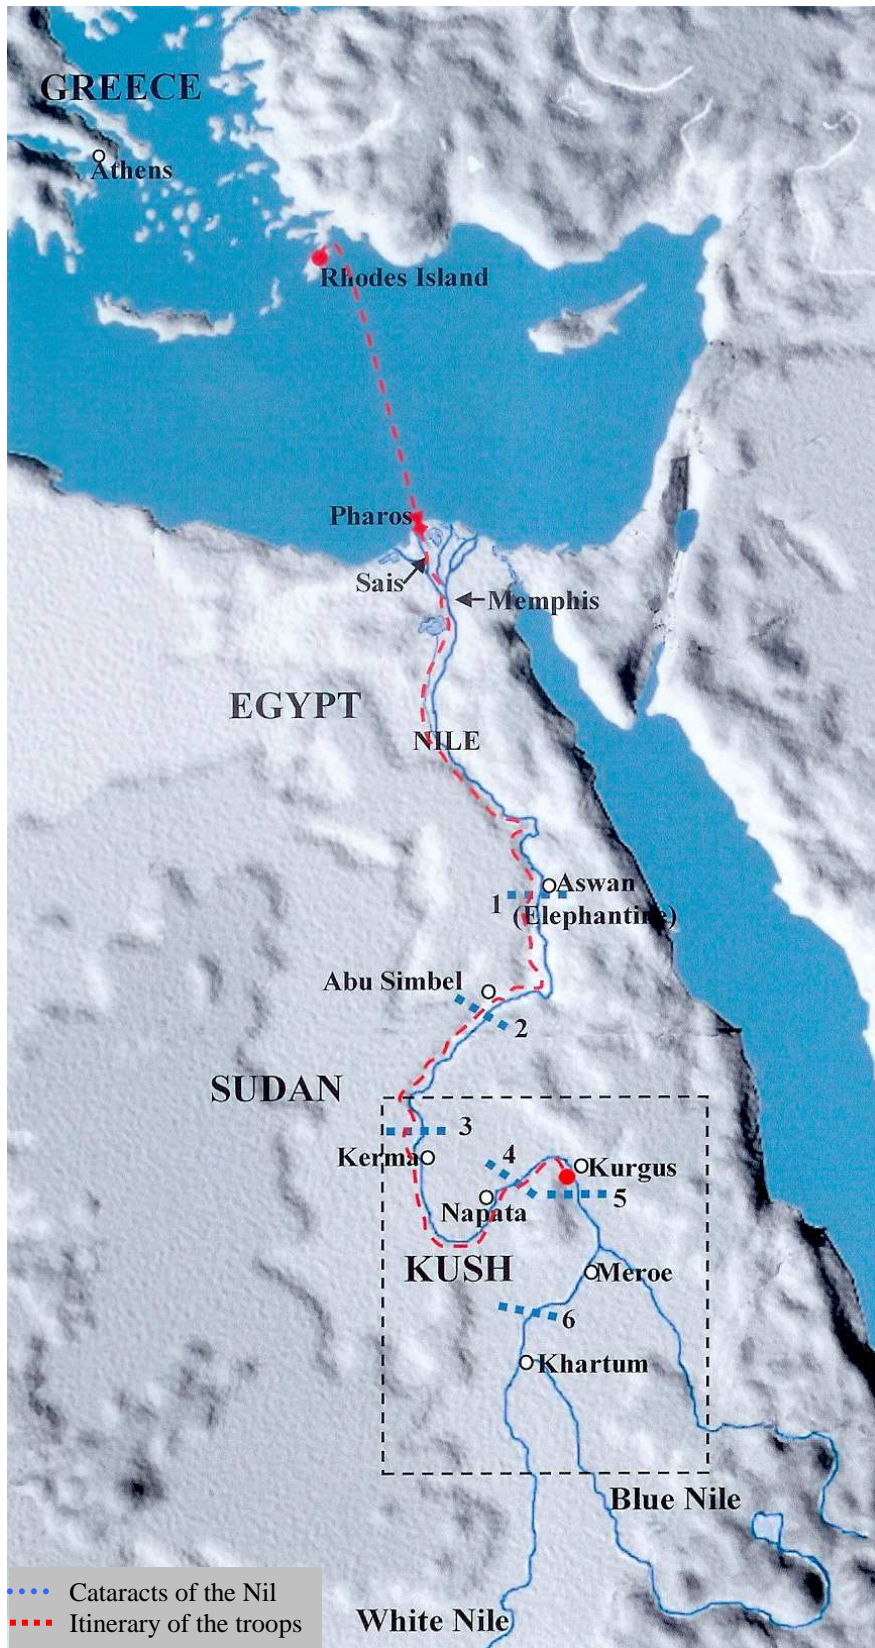 GREECE
Athens
Rhodes Island
Pharos
Sais
Memphis
EGYPT
NILE
Aswan
1
(Elephantine)
Abu Simbel
2
SUDAN
3
Kerma
4
Kurgus
Napata
5
KUSH
Meroe
6
Khartum
Blue Nile
Cataracts of the Nil
Itinerary of the troops
White Nile